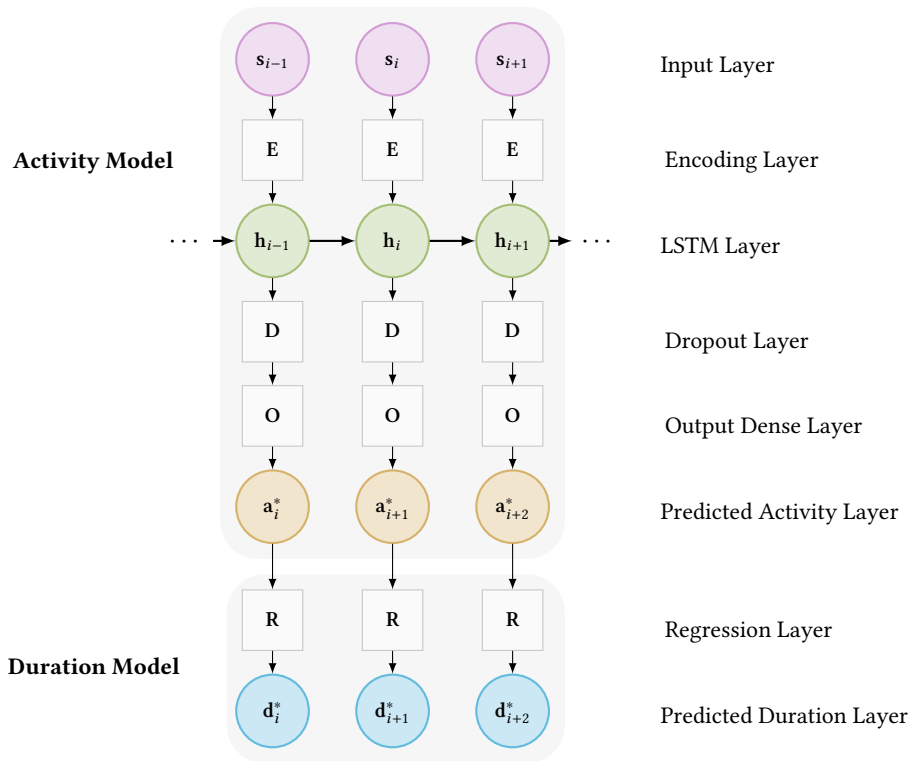 s_{i−1} s_i s_{i+1} Input Layer
E E E Encoding Layer
Activity Model
· · · h_{i−1} h_i h_{i+1} · · · LSTM Layer
D D D Dropout Layer
O O O Output Dense Layer
a*_i a*_{i+1} a*_{i+2} Predicted Activity Layer
R R R Regression Layer
Duration Model
d*_i d*_{i+1} d*_{i+2} Predicted Duration Layer